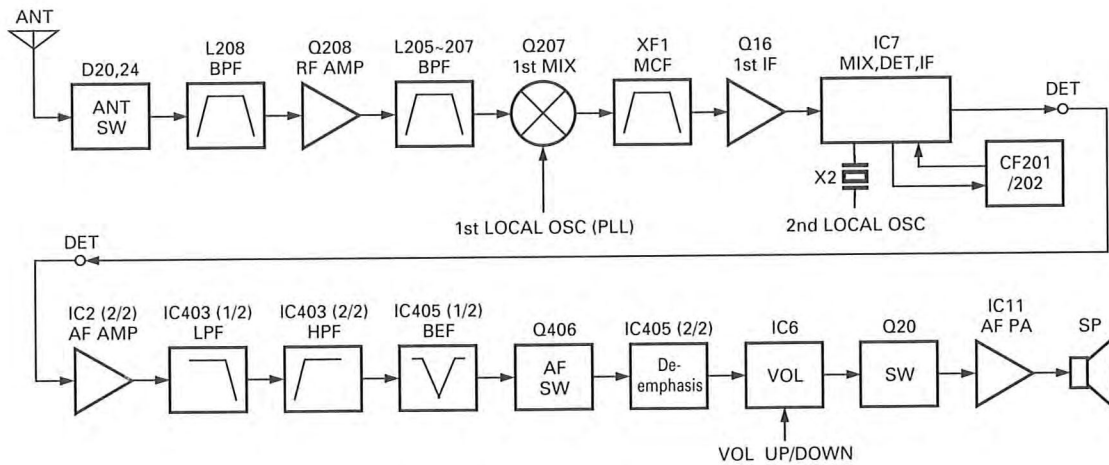 ANT
D20,24
ANT
SW
L208
BPF
Q208
RF AMP
L205~207
BPF
Q207
1st MIX
1st LOCAL OSC (PLL)
XF1
MCF
Q16
1st IF
IC7
MIX,DET,IF
X2
2nd LOCAL OSC
CF201
/202
DET
DET
IC2 (2/2)
AF AMP
IC403 (1/2)
LPF
IC403 (2/2)
HPF
IC405 (1/2)
BEF
Q406
AF
SW
IC405 (2/2)
De-
emphasis
IC6
VOL
VOL UP/DOWN
Q20
SW
IC11
AF PA
SP